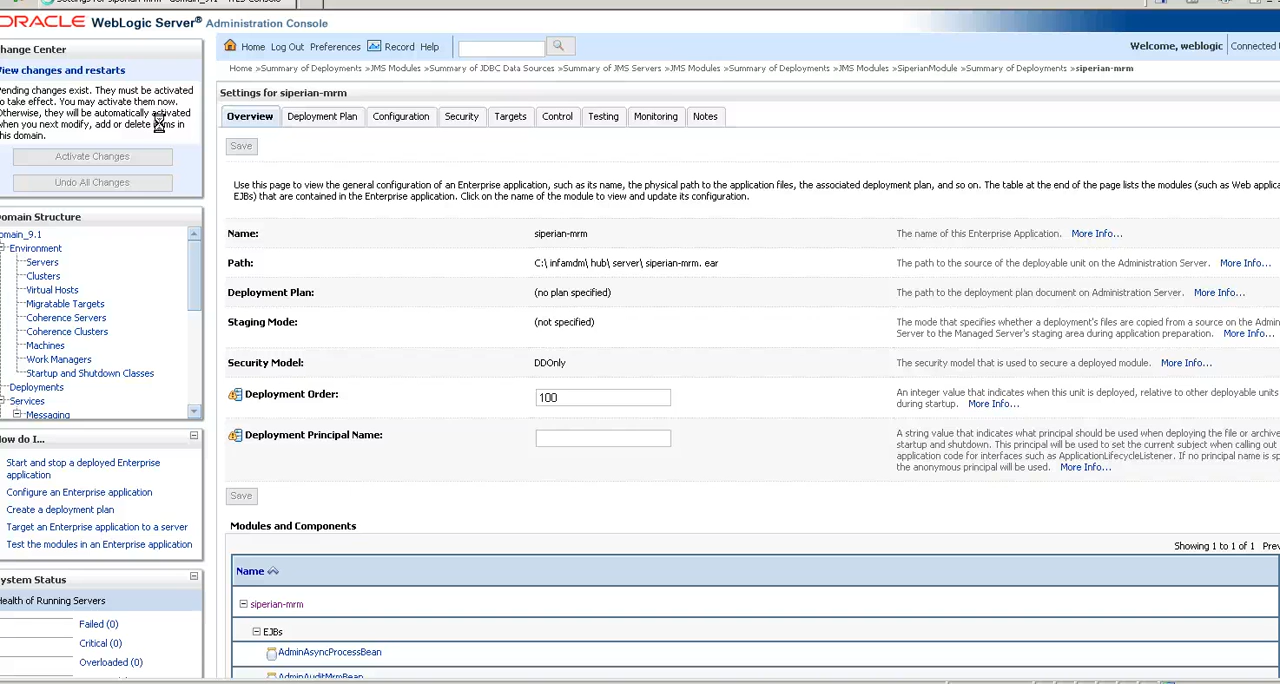 ORACLE WebLogic Server® Administration Console
Change Center
View changes and restarts
Pending changes exist. They must be activated
to take effect. You may activate them now.
Otherwise, they will be automatically activated
when you next modify, add or delete items in
this domain.
Activate Changes
Undo All Changes
Domain Structure
domain_9.1
Environment
Servers
Clusters
Virtual Hosts
Migratable Targets
Coherence Servers
Coherence Clusters
Machines
Work Managers
Startup and Shutdown Classes
Deployments
Services
Messaging
How do I...
Start and stop a deployed Enterprise
application
Configure an Enterprise application
Create a deployment plan
Target an Enterprise application to a server
Test the modules in an Enterprise application
System Status
Health of Running Servers
Failed (0)
Critical (0)
Overloaded (0)
Home Log Out Preferences Record Help
Welcome, weblogic Connected
Home >Summary of Deployments >JMS Modules >Summary of JDBC Data Sources >Summary of JMS Servers >JMS Modules >Summary of Deployments >JMS Modules >SiperianModule >Summary of Deployments >siperian-mrm
Settings for siperian-mrm
Overview Deployment Plan Configuration Security Targets Control Testing Monitoring Notes
Save
Use this page to view the general configuration of an Enterprise application, such as its name, the physical path to the application files, the associated deployment plan, and so on. The table at the end of the page lists the modules (such as Web applica
EJBs) that are contained in the Enterprise application. Click on the name of the module to view and update its configuration.
Name: siperian-mrm The name of this Enterprise Application. More Info...
Path: C:\ infamdm\ hub\ server\ siperian-mrm. ear The path to the source of the deployable unit on the Administration Server. More Info...
Deployment Plan: (no plan specified) The path to the deployment plan document on Administration Server. More Info...
Staging Mode: (not specified) The mode that specifies whether a deployment's files are copied from a source on the Admin
Server to the Managed Server's staging area during application preparation. More Info...
Security Model: DDOnly The security model that is used to secure a deployed module. More Info...
Deployment Order: 100 An integer value that indicates when this unit is deployed, relative to other deployable units
during startup. More Info...
Deployment Principal Name: A string value that indicates what principal should be used when deploying the file or archive
startup and shutdown. This principal will be used to set the current subject when calling out
application code for interfaces such as ApplicationLifecycleListener. If no principal name is sp
the anonymous principal will be used. More Info...
Save
Modules and Components
Showing 1 to 1 of 1 Prev
Name
siperian-mrm
EJBs
AdminAsyncProcessBean
AdminAuditMrmBean